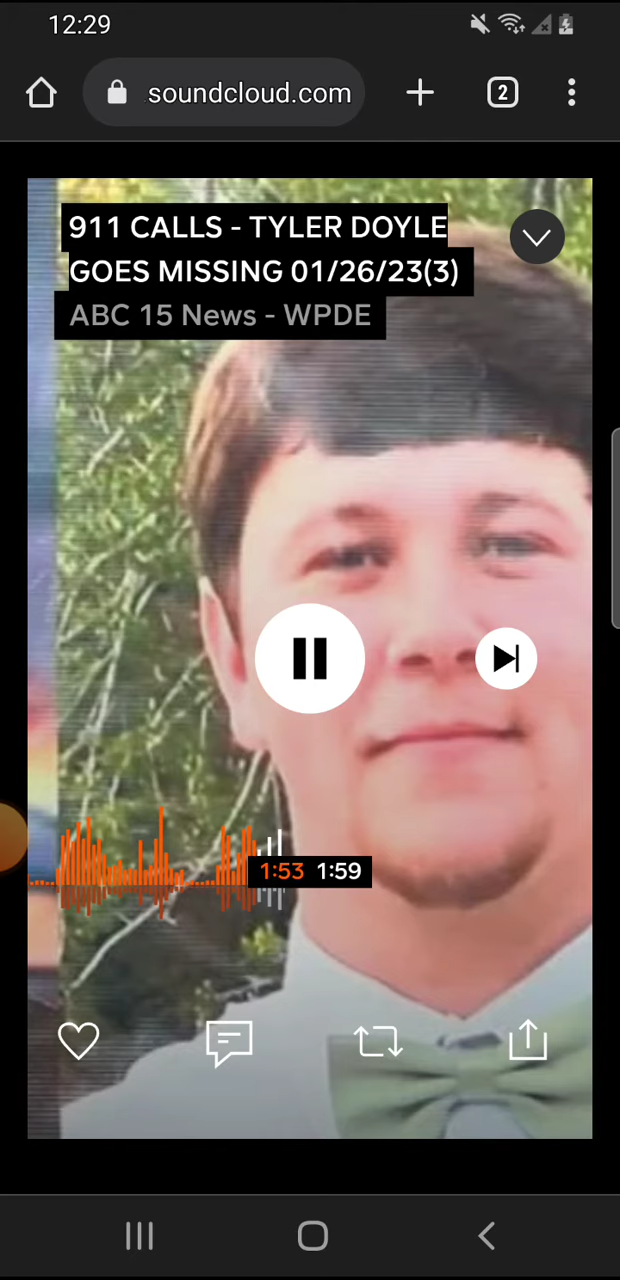 12:29
soundcloud.com
2
911 CALLS - TYLER DOYLE
GOES MISSING 01/26/23(3)
ABC 15 News - WPDE
1:53 1:59